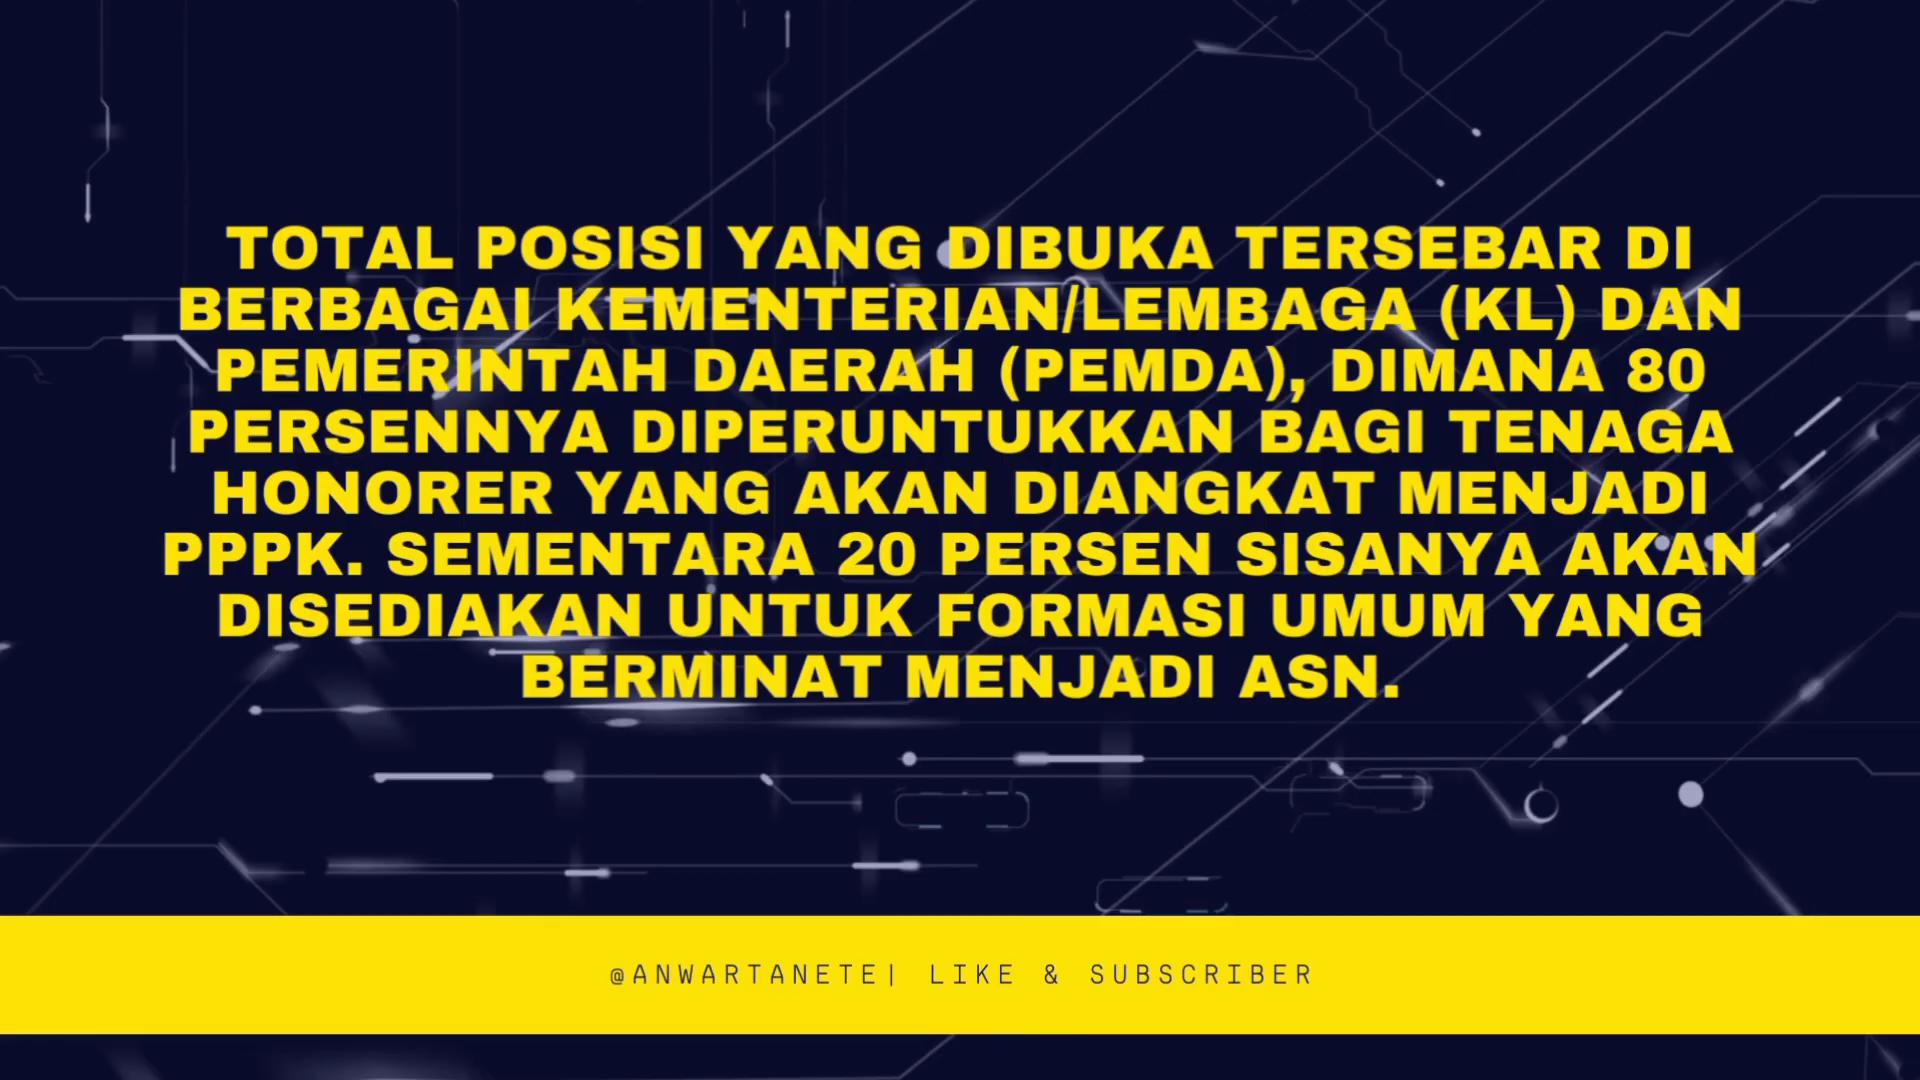 TOTAL POSISI YANG DIBUKA TERSEBAR DI
BERBAGAI KEMENTERIAN/LEMBAGA (KL) DAN
PEMERINTAH DAERAH (PEMDA), DIMANA 80
PERSENNYA DIPERUNTUKKAN BAGI TENAGA
HONORER YANG AKAN DIANGKAT MENJADI
PPPK. SEMENTARA 20 PERSEN SISANYA AKAN
DISEDIAKAN UNTUK FORMASI UMUM YANG
BERMINAT MENJADI ASN.
@ANWARTANETE| LIKE & SUBSCRIBER